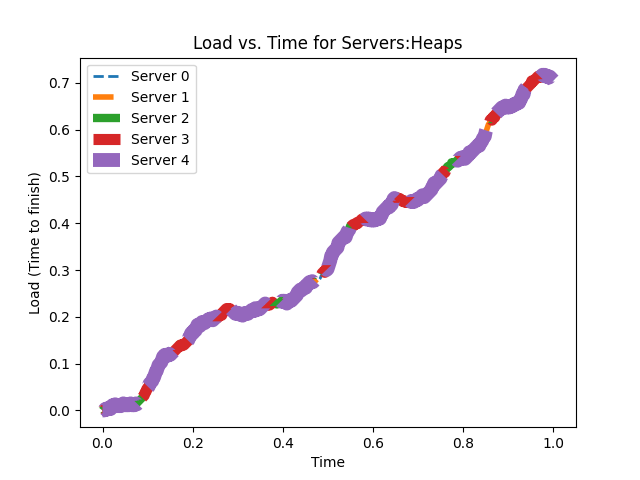 Load vs. Time for Servers:Heaps
Server 0
Server 1
Server 2
Server 3
Server 4
Load (Time to finish)
0.7
0.6
0.5
0.4
0.3
0.2
0.1
0.0
0.0 0.2 0.4 0.6 0.8 1.0
Time